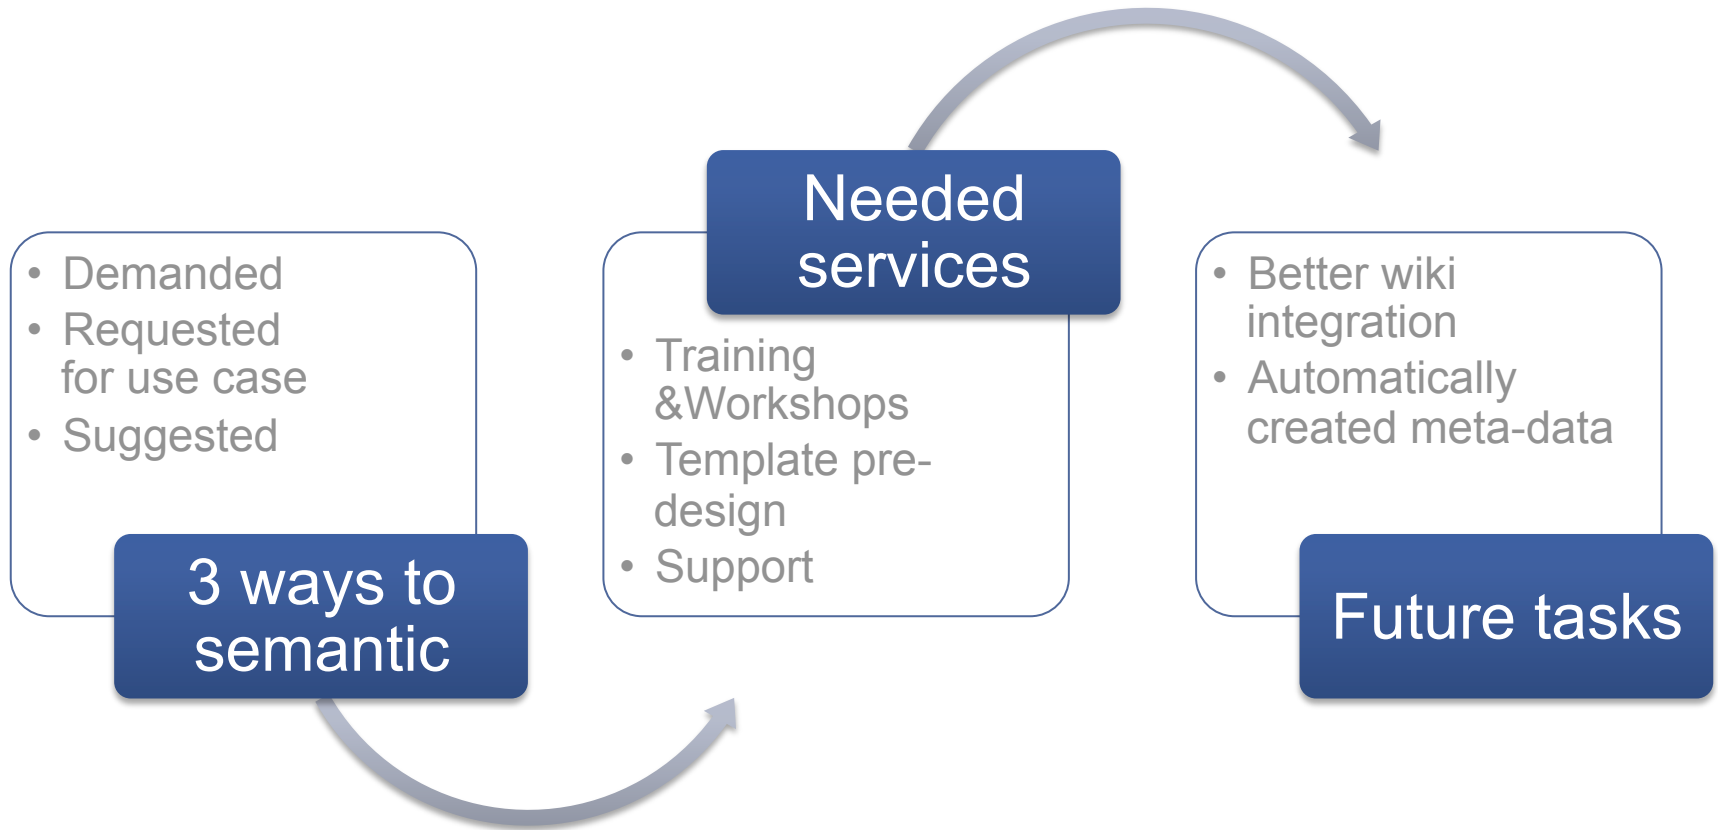 • Demanded
• Requested
for use case
• Suggested
3 ways to
semantic
Needed
services
• Training
&Workshops
• Template pre-
design
• Support
• Better wiki
integration
• Automatically
created meta-data
Future tasks